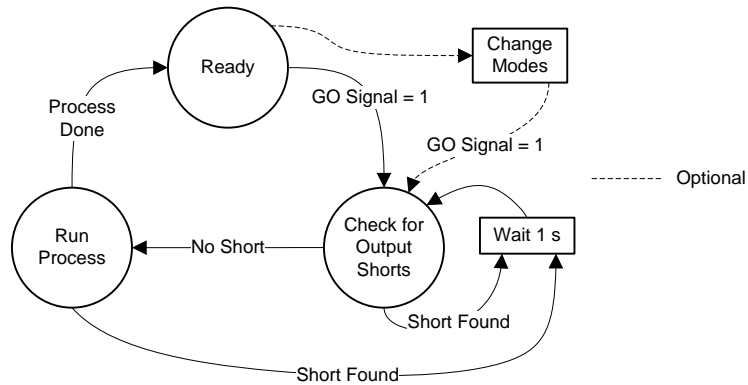 Ready
Change
Modes
GO Signal = 1
Process
Done
GO Signal = 1
Optional
Run
Process
No Short
Check for
Output
Shorts
Wait 1 s
Short Found
Short Found